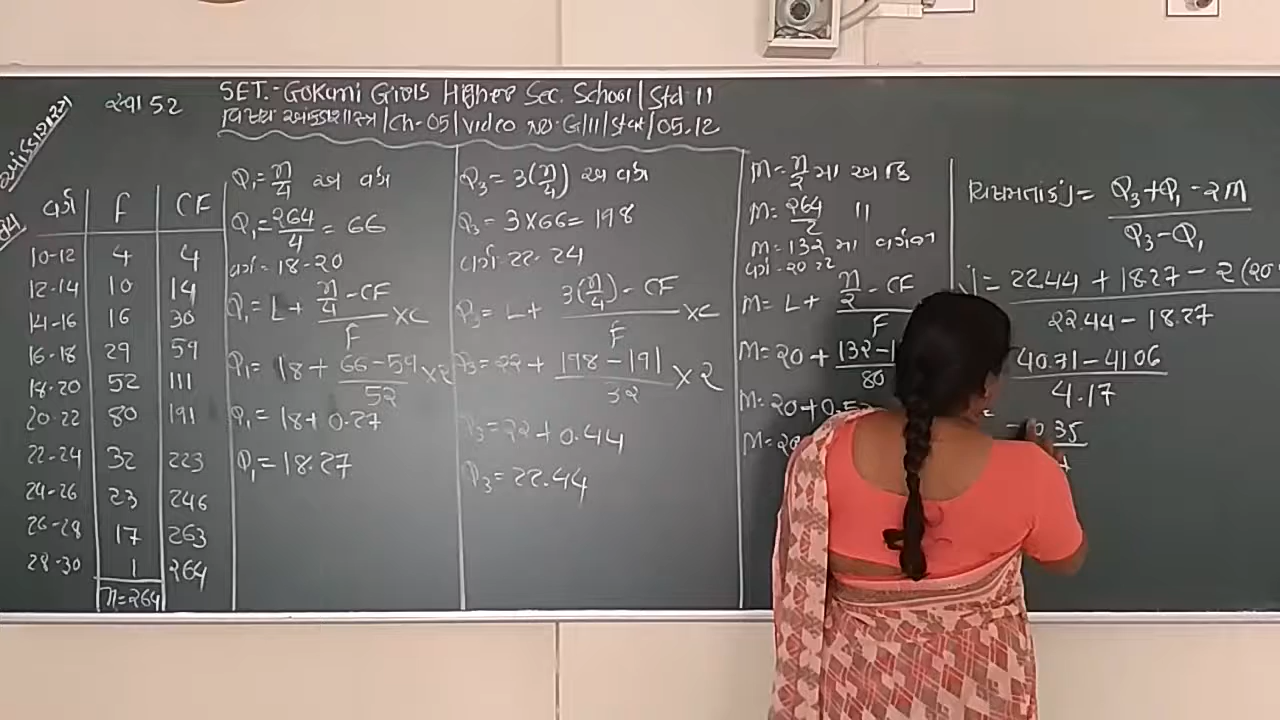 આંકડાશાસ્ત્ર
સ્વા 52
SET.- Gokuni Girls Higher Sec. School / Std 11
વિષય આંકડાશાસ્ત્ર / Ch-05 / Video no. G/11/Stat/05.12
વર્ગ F CF
10-12 4 4
12-14 10 14
14-16 16 30
16-18 29 59
18-20 52 111
20-22 80 191
22-24 32 223
24-26 23 246
26-28 17 263
28-30 1 264
n=264
Q₁ = n/4 એ વર્ગ
Q₁ = 264/4 = 66
વર્ગ = 18-20
Q₁ = L + (n/4 - CF)/F × C
Q₁ = 18 + (66-59)/52 × 2
Q₁ = 18 + 0.27
Q₁ = 18.27
Q₃ = 3(n/4) એ વર્ગ
Q₃ = 3×66 = 198
વર્ગ 22-24
Q₃ = L + (3(n/4) - CF)/F × C
Q₃ = 22 + (198-191)/32 × 2
Q₃ = 22 + 0.44
Q₃ = 22.44
M = n/2 મા એ કિ
M = 264/2 "
M = 132 મા વર્ગના
વર્ગ-20-22
M = L + (n/2 - CF)/F
M = 20 + (132-1/80
M = 20 + 0.5
M = 20
વિષમતાંક J = (Q₃+Q₁-2M)/(Q₃-Q₁)
J = (22.44 + 18.27 - 2(20/(22.44 - 18.27
(40.71 - 41.06)/4.17
= -0.35/4